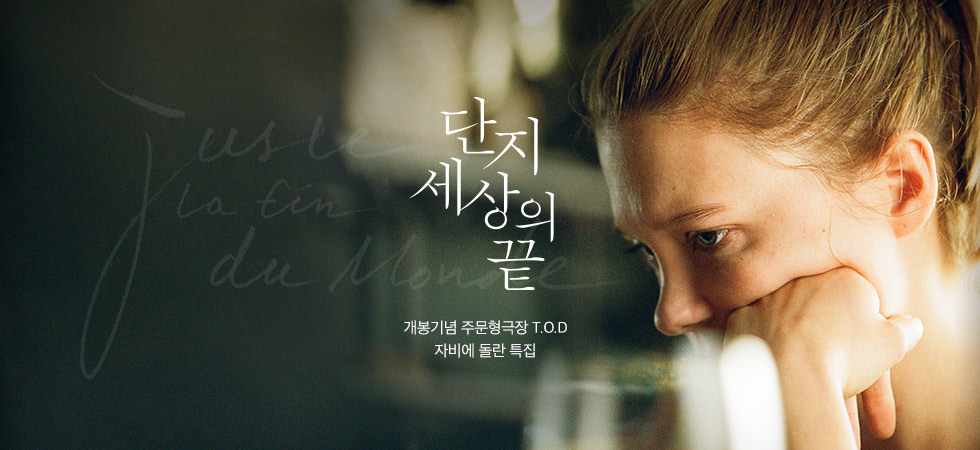 Juste
la fin
du Monde
단지
세상의
끝
개봉기념 주문형극장 T.O.D
자비에 돌란 특집